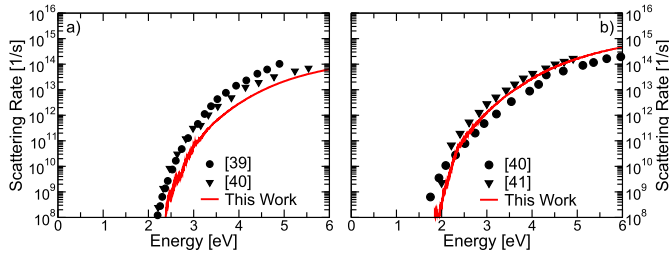 a)
Scattering Rate [1/s]
10^16
10^15
10^14
10^13
10^12
10^11
10^10
10^9
10^8
0 1 2 3 4 5 6
Energy [eV]
[39]
[40]
This Work
b)
0 1 2 3 4 5 6
Energy [eV]
[40]
[41]
This Work
10^16
10^15
10^14
10^13
10^12
10^11
10^10
10^9
10^8
Scattering Rate [1/s]